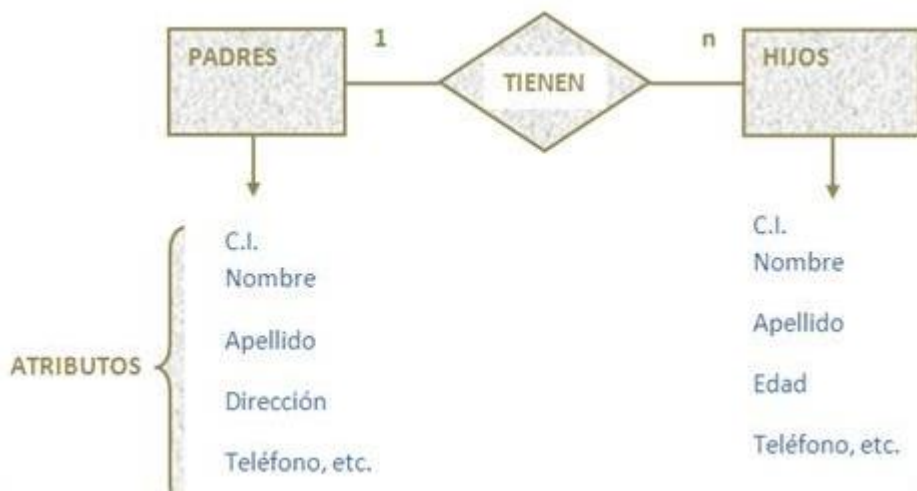 1
n
PADRES
TIENEN
HIJOS
C.I.
Nombre
Apellido
Dirección
Teléfono, etc.
ATRIBUTOS
C.I.
Nombre
Apellido
Edad
Teléfono, etc.